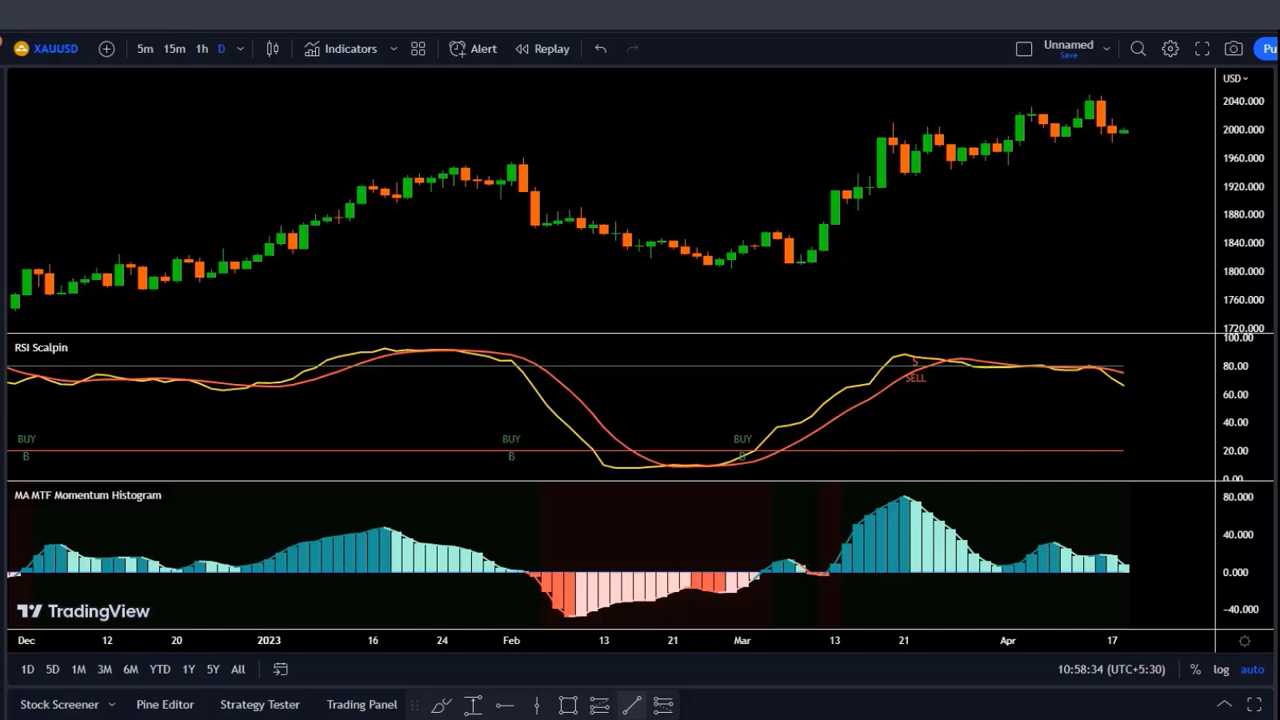 XAUUSD 5m 15m 1h D Indicators Alert Replay Unnamed Save Pu
USD
2040.000
2000.000
1960.000
1920.000
1880.000
1840.000
1800.000
1760.000
1720.000
RSI Scalpin
100.00
80.00
60.00
40.00
20.00
0.00
S
SELL
BUY BUY BUY
B B B
MA MTF Momentum Histogram
80.000
40.000
0.000
-40.000
TradingView
Dec 12 20 2023 16 24 Feb 13 21 Mar 13 21 Apr 17
1D 5D 1M 3M 6M YTD 1Y 5Y All 10:58:34 (UTC+5:30) % log auto
Stock Screener Pine Editor Strategy Tester Trading Panel